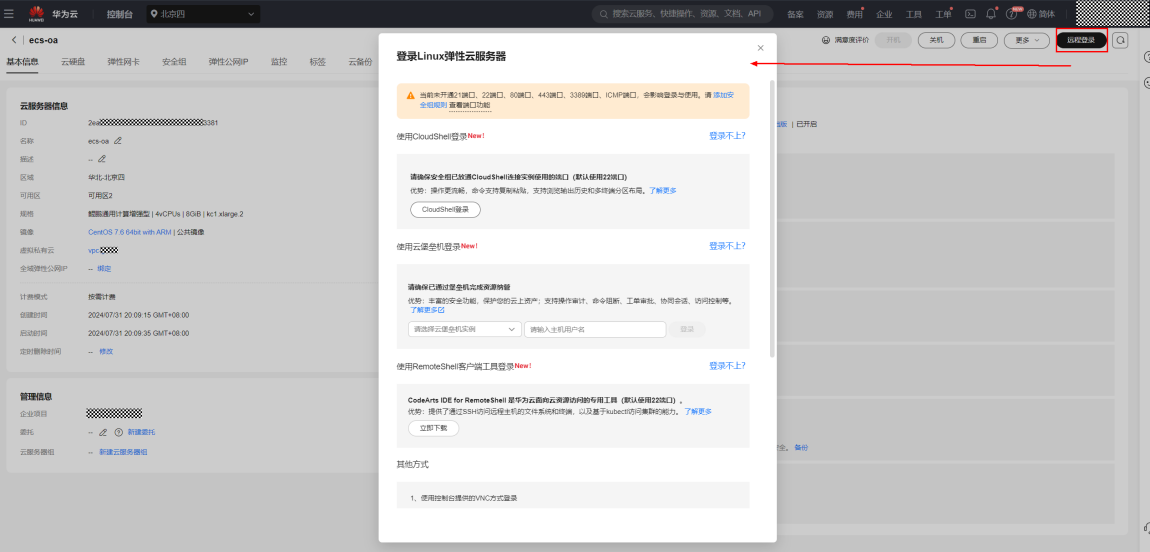 HUAWEI
华为云
控制台
北京四
搜索云服务、快捷操作、资源、文档、API
备案
资源
费用
企业
工具
工单
NEW
简体
ecs-oa
满意度评价
开机
关机
重启
更多
远程登录
基本信息
云硬盘
弹性网卡
安全组
弹性公网IP
监控
标签
云备份
云服务器信息
ID
2ea
3381
名称
ecs-oa
描述
--
区域
华北-北京四
可用区
可用区2
规格
鲲鹏通用计算增强型 | 4vCPUs | 8GiB | kc1.xlarge.2
镜像
CentOS 7.6 64bit with ARM | 公共镜像
虚拟私有云
vpc
全域弹性公网IP
-- 绑定
计费模式
按需计费
创建时间
2024/07/31 20:09:15 GMT+08:00
启动时间
2024/07/31 20:09:35 GMT+08:00
定时删除时间
-- 修改
管理信息
企业项目
委托
-- 新建委托
云服务器组
-- 新建云服务器组
登录Linux弹性云服务器
当前未开通21端口、22端口、80端口、443端口、3389端口、ICMP端口，会影响登录与使用。请 添加安
全组规则 查看端口功能
使用CloudShell登录New!
登录不上?
请确保安全组已放通CloudShell连接实例使用的端口（默认使用22端口）
优势：操作更流畅，命令支持复制粘贴，支持浏览输出历史和多终端分区布局。了解更多
CloudShell登录
使用云堡垒机登录New!
登录不上?
请确保已通过堡垒机完成资源纳管
优势：丰富的安全功能，保护您的云上资产；支持操作审计、命令阻断、工单审批、协同会话、访问控制等。
了解更多
请选择云堡垒机实例
请输入主机用户名
登录
使用RemoteShell客户端工具登录New!
登录不上?
CodeArts IDE for RemoteShell 是华为云面向云资源访问的专用工具（默认使用22端口）。
优势：提供了通过SSH访问远程主机的文件系统和终端，以及基于kubectl访问集群的能力。 了解更多
立即下载
其他方式
1、使用控制台提供的VNC方式登录
| 已开启
备份